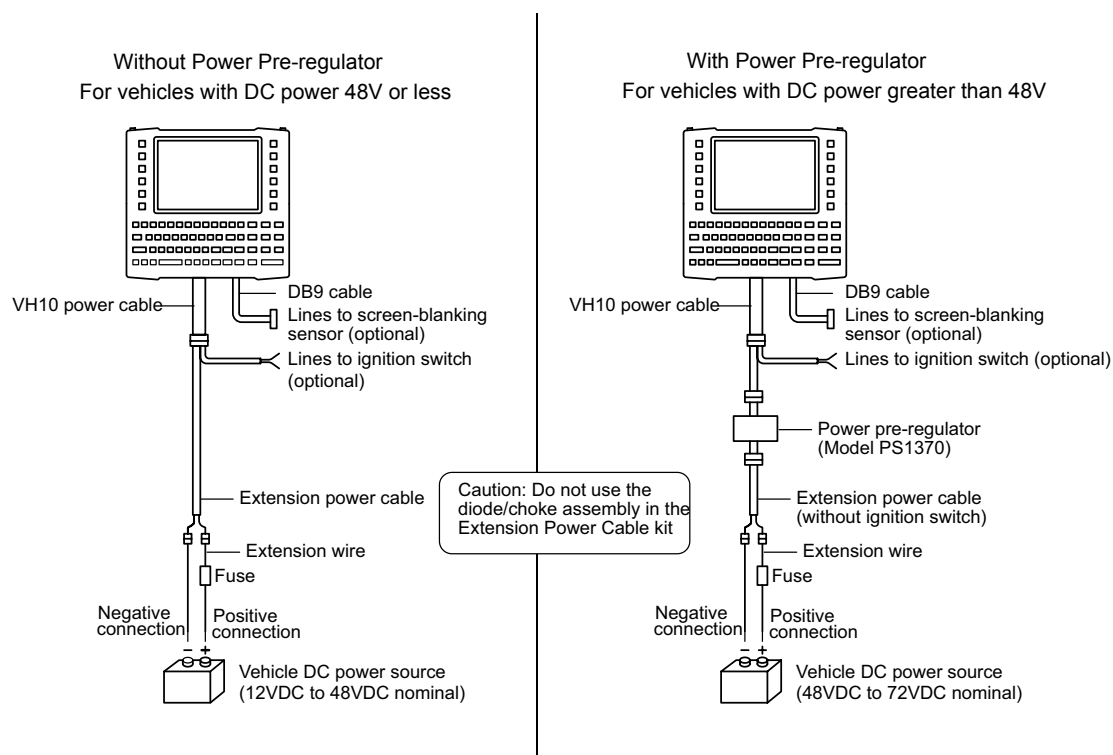 Without Power Pre-regulator
For vehicles with DC power 48V or less
VH10 power cable
DB9 cable
Lines to screen-blanking
sensor (optional)
Lines to ignition switch
(optional)
Extension power cable
Extension wire
Fuse
Negative
connection
Positive
connection
– +
Vehicle DC power source
(12VDC to 48VDC nominal)
Caution: Do not use the
diode/choke assembly in the
Extension Power Cable kit
With Power Pre-regulator
For vehicles with DC power greater than 48V
VH10 power cable
DB9 cable
Lines to screen-blanking
sensor (optional)
Lines to ignition switch (optional)
Power pre-regulator
(Model PS1370)
Extension power cable
(without ignition switch)
Extension wire
Fuse
Negative
connection
Positive
connection
– +
Vehicle DC power source
(48VDC to 72VDC nominal)